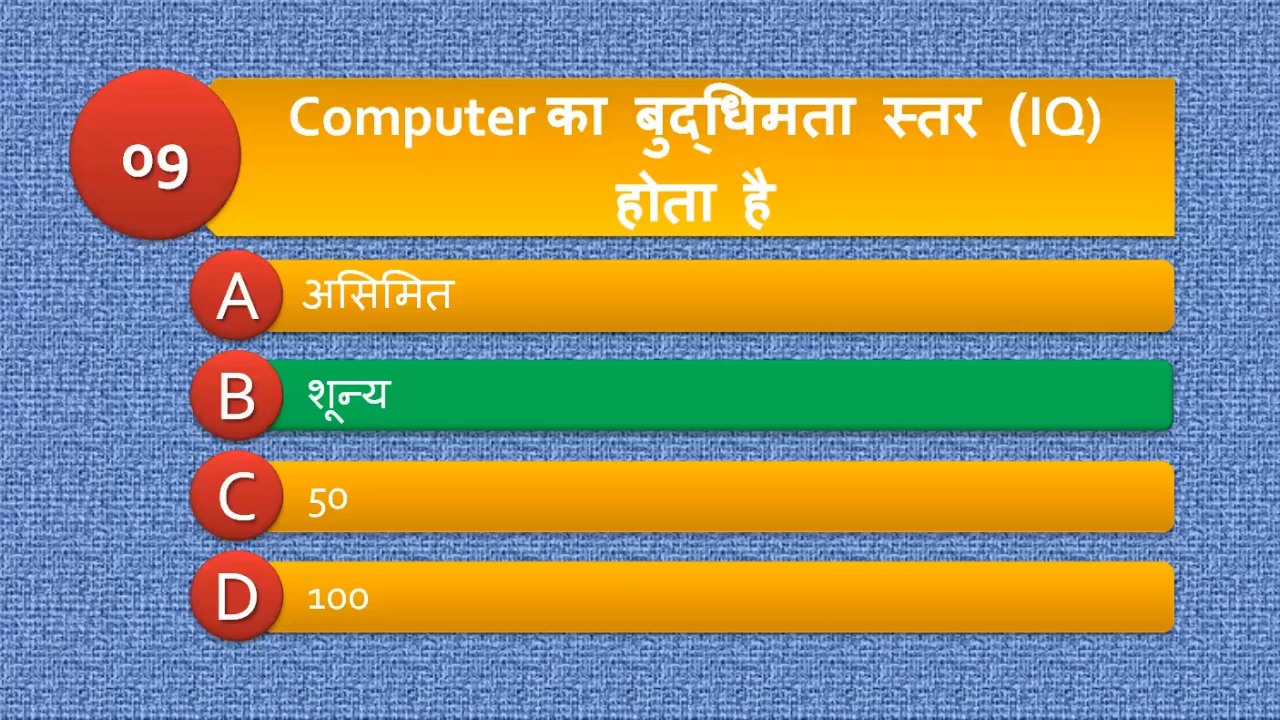 09
Computer का बुद्धिमता स्तर (IQ)
होता है
A असिमित
B शून्य
C 50
D 100